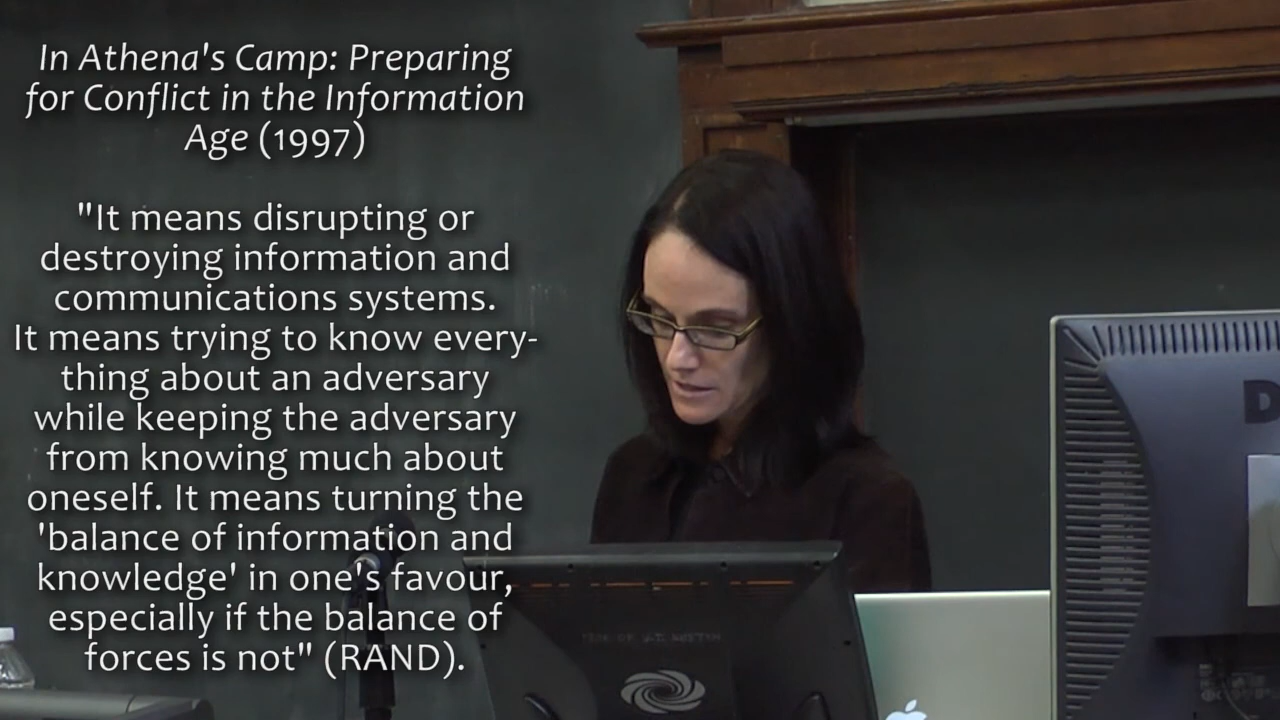 In Athena's Camp: Preparing
for Conflict in the Information
Age (1997)
"It means disrupting or
destroying information and
communications systems.
It means trying to know every-
thing about an adversary
while keeping the adversary
from knowing much about
oneself. It means turning the
'balance of information and
knowledge' in one's favour,
especially if the balance of
forces is not" (RAND).
D